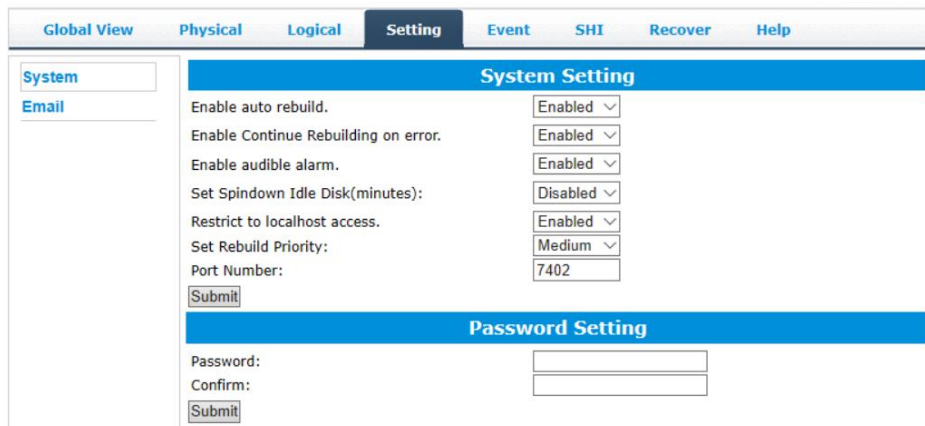 Global View Physical Logical Setting Event SHI Recover Help
System
Email
System Setting
Enable auto rebuild. Enabled
Enable Continue Rebuilding on error. Enabled
Enable audible alarm. Enabled
Set Spindown Idle Disk(minutes): Disabled
Restrict to localhost access. Enabled
Set Rebuild Priority: Medium
Port Number: 7402
Submit
Password Setting
Password:
Confirm:
Submit